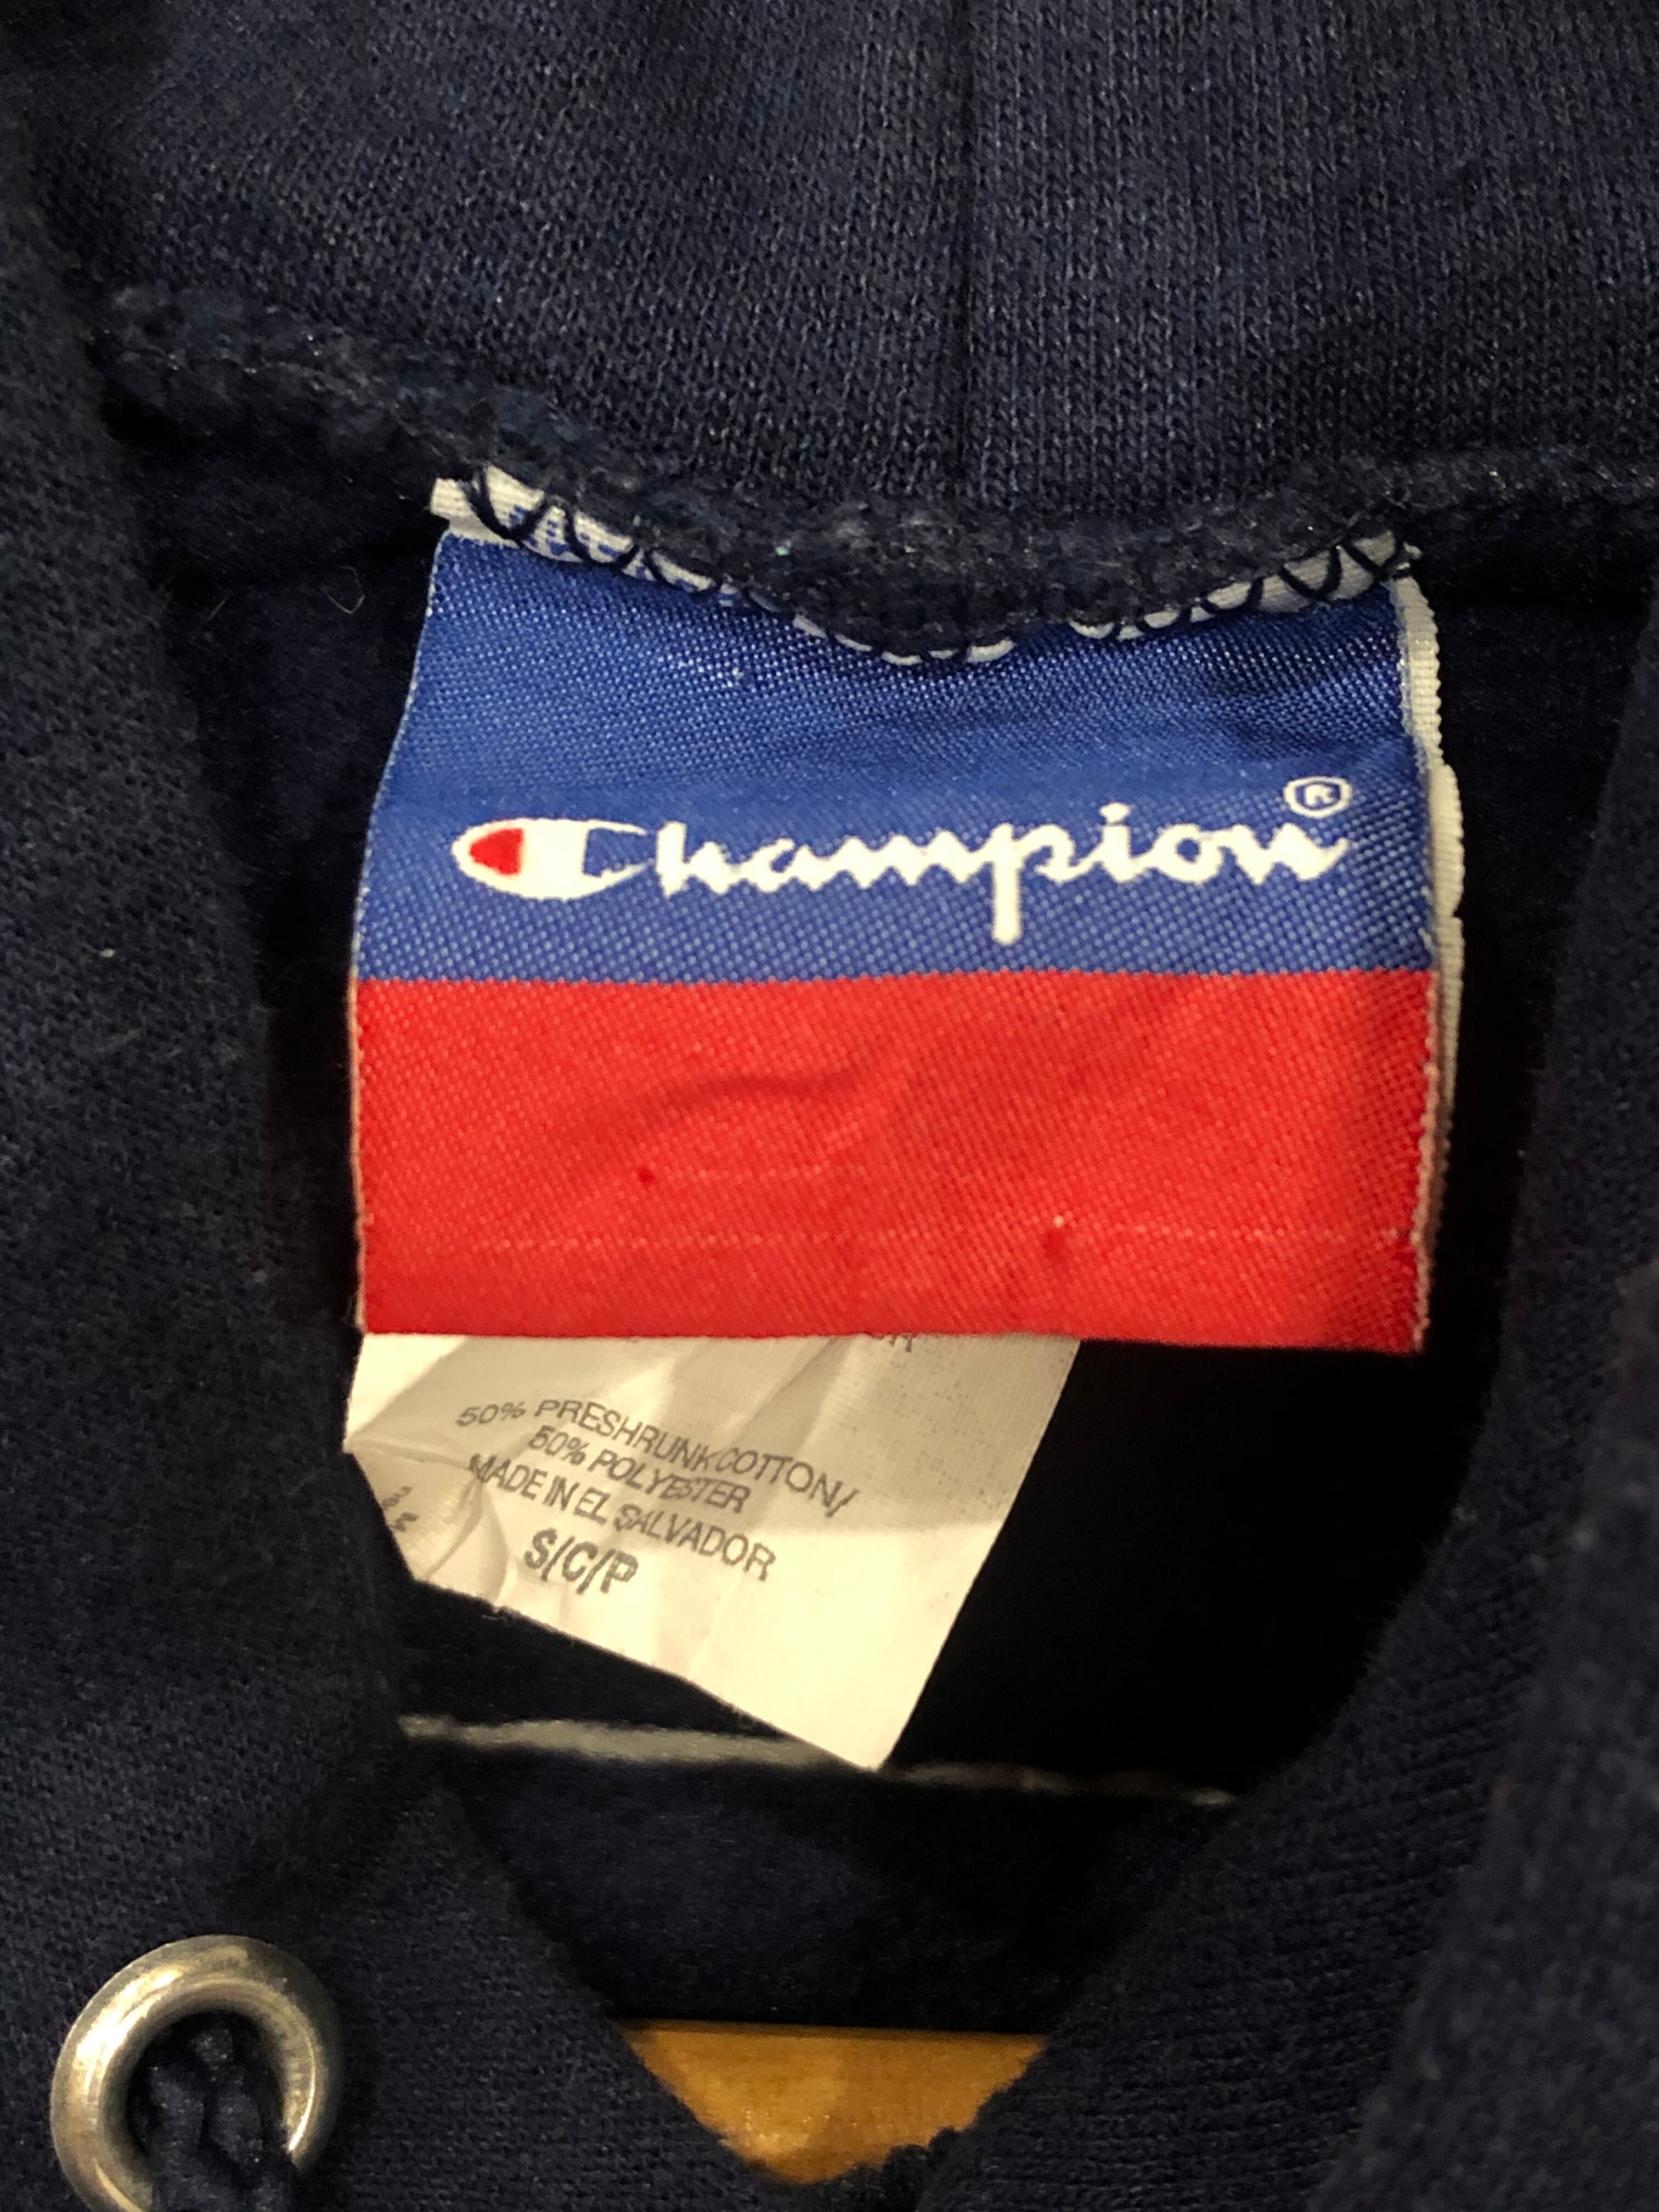 Champion®
50% PRESHRUNK COTTON/
50% POLYESTER
MADE IN EL SALVADOR
S/C/P